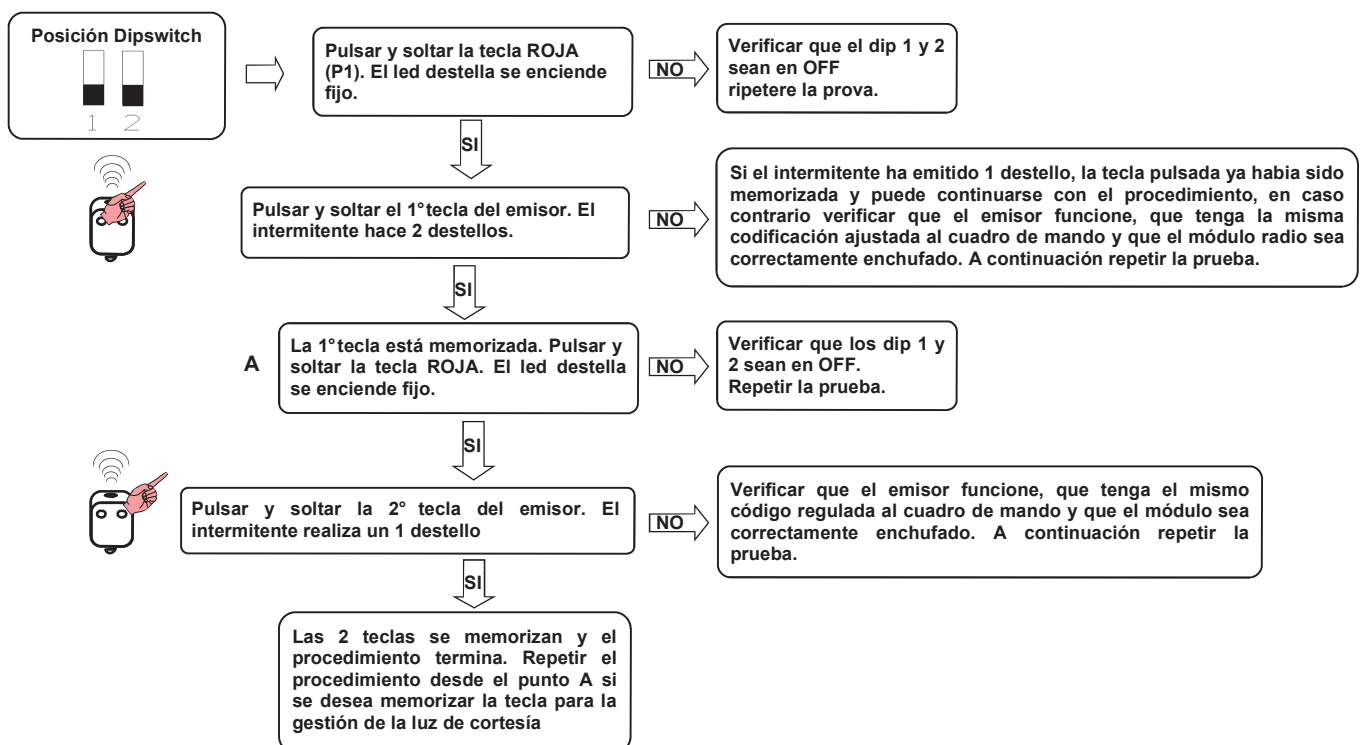 Posición Dipswitch
1 2
Pulsar y soltar la tecla ROJA
(P1). El led destella se enciende
fijo.
NO
Verificar que el dip 1 y 2
sean en OFF
ripetere la prova.
SI
Pulsar y soltar el 1° tecla del emisor. El
intermitente hace 2 destellos.
NO
Si el intermitente ha emitido 1 destello, la tecla pulsada ya habia sido
memorizada y puede continuarse con el procedimiento, en caso
contrario verificar que el emisor funcione, que tenga la misma
codificación ajustada al cuadro de mando y que el módulo radio sea
correctamente enchufado. A continuación repetir la prueba.
SI
A
La 1° tecla está memorizada. Pulsar y
soltar la tecla ROJA. El led destella
se enciende fijo.
NO
Verificar que los dip 1 y
2 sean en OFF.
Repetir la prueba.
SI
Pulsar y soltar la 2° tecla del emisor. El
intermitente realiza un 1 destello
NO
Verificar que el emisor funcione, que tenga el mismo
código regulada al cuadro de mando y que el módulo sea
correctamente enchufado. A continuación repetir la
prueba.
SI
Las 2 teclas se memorizan y el
procedimiento termina. Repetir el
procedimiento desde el punto A si
se desea memorizar la tecla para la
gestión de la luz de cortesía